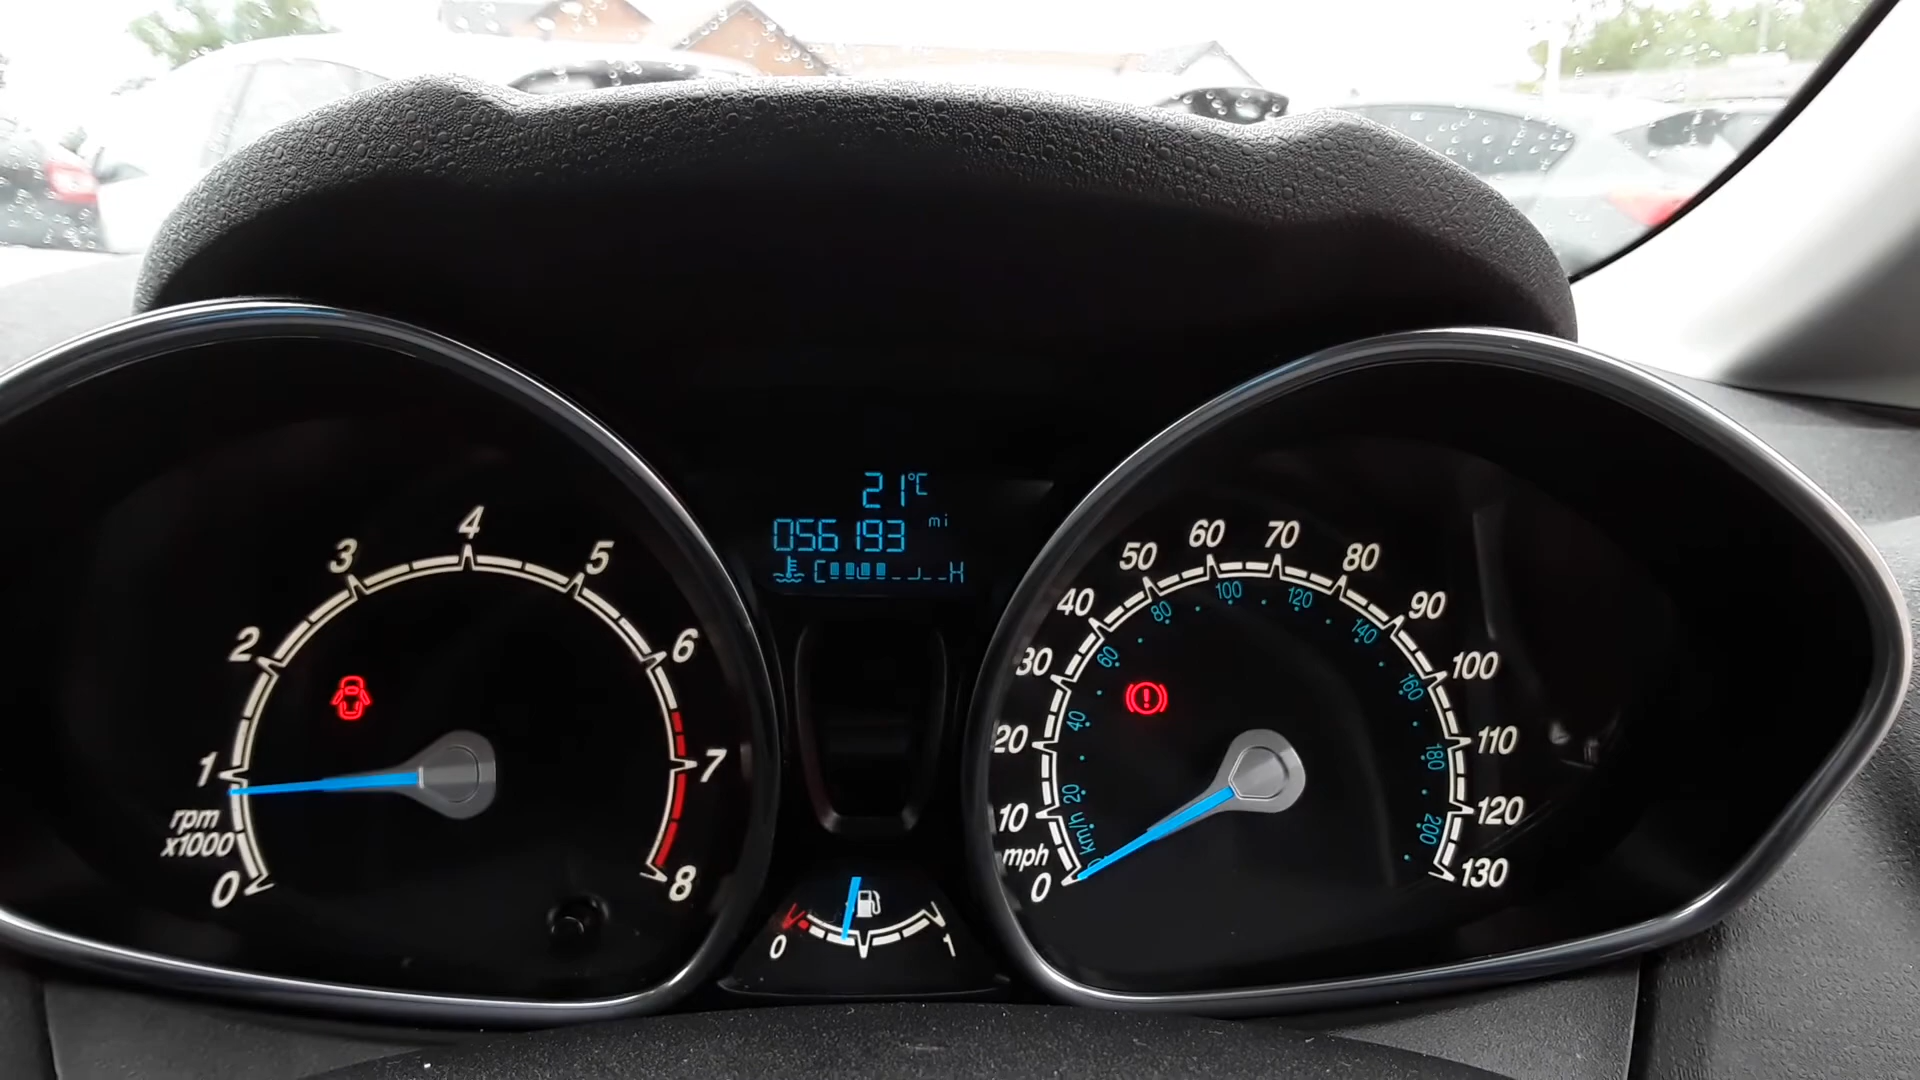 21°C
056193 mi
C H
0 1 2 3 4 5 6 7 8
rpm
x1000
0 10 20 30 40 50 60 70 80 90 100 110 120 130
mph
km/h
20 40 60 80 100 120 140 160 180 200
0 1